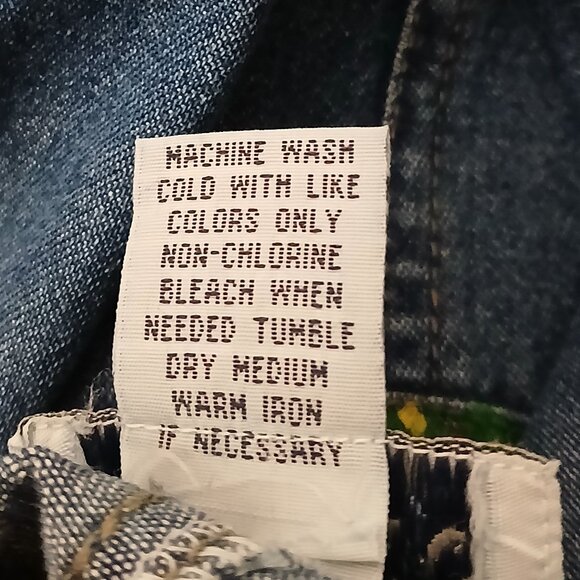 MACHINE WASH
COLD WITH LIKE
COLORS ONLY
NON-CHLORINE
BLEACH WHEN
NEEDED TUMBLE
DRY MEDIUM
WARM IRON
IF NECESSARY